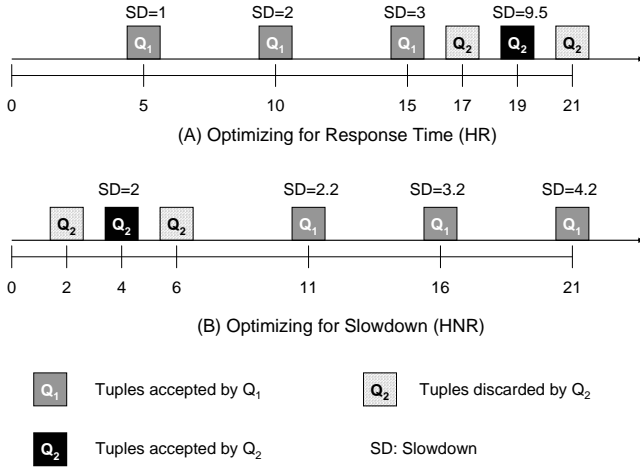 SD=1 SD=2 SD=3 SD=9.5
Q1 Q1 Q1 Q2 Q2 Q2
0 5 10 15 17 19 21
(A) Optimizing for Response Time (HR)
SD=2 SD=2.2 SD=3.2 SD=4.2
Q2 Q2 Q2 Q1 Q1 Q1
0 2 4 6 11 16 21
(B) Optimizing for Slowdown (HNR)
Q1 Tuples accepted by Q1 Q2 Tuples discarded by Q2
Q2 Tuples accepted by Q2 SD: Slowdown